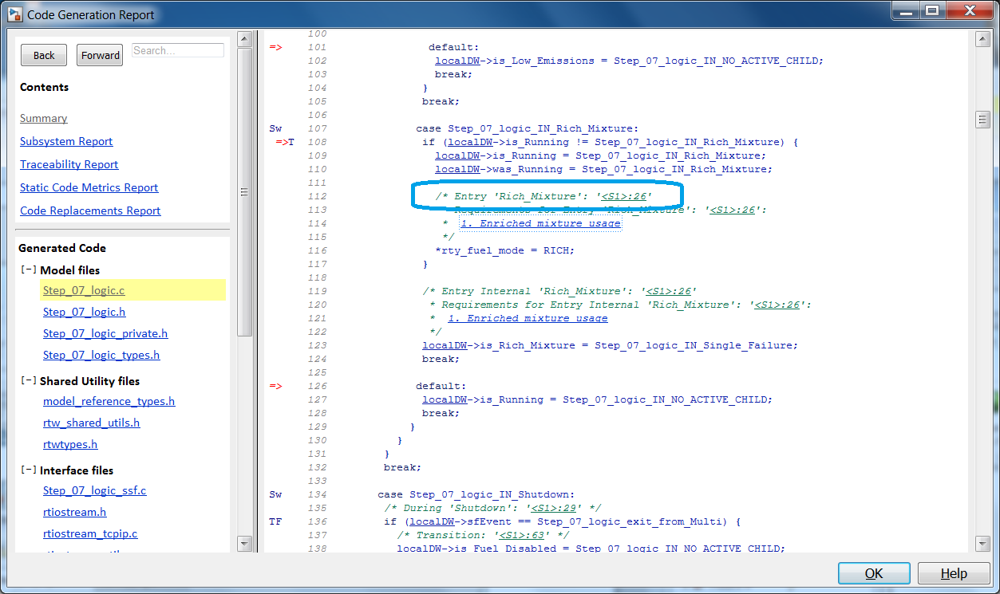 Code Generation Report
Back
Forward
Search...
Contents
Summary
Subsystem Report
Traceability Report
Static Code Metrics Report
Code Replacements Report
Generated Code
[-] Model files
Step_07_logic.c
Step_07_logic.h
Step_07_logic_private.h
Step_07_logic_types.h
[-] Shared Utility files
model_reference_types.h
rtw_shared_utils.h
rtwtypes.h
[-] Interface files
Step_07_logic_ssf.c
rtiostream.h
rtiostream_tcpip.c
100
=> 101 default:
102 localDW->is_Low_Emissions = Step_07_logic_IN_NO_ACTIVE_CHILD;
103 break;
104 }
105 break;
106
Sw 107 case Step_07_logic_IN_Rich_Mixture:
=>T 108 if (localDW->is_Running != Step_07_logic_IN_Rich_Mixture) {
109 localDW->is_Running = Step_07_logic_IN_Rich_Mixture;
110 localDW->was_Running = Step_07_logic_IN_Rich_Mixture;
111
112 /* Entry 'Rich_Mixture': '<S1>:26'
113 Requirements for Entry 'Rich_Mixture': '<S1>:26':
114 * 1. Enriched mixture usage
115 */
116 *rty_fuel_mode = RICH;
117 }
118
119 /* Entry Internal 'Rich_Mixture': '<S1>:26'
120 * Requirements for Entry Internal 'Rich_Mixture': '<S1>:26':
121 * 1. Enriched mixture usage
122 */
123 localDW->is_Rich_Mixture = Step_07_logic_IN_Single_Failure;
124 break;
125
=> 126 default:
127 localDW->is_Running = Step_07_logic_IN_NO_ACTIVE_CHILD;
128 break;
129 }
130 }
131 }
132 break;
133
Sw 134 case Step_07_logic_IN_Shutdown:
135 /* During 'Shutdown': '<S1>:29' */
TF 136 if (localDW->sfEvent == Step_07_logic_exit_from_Multi) {
137 /* Transition: '<S1>:63' */
138 localDW->is_Fuel_Disabled = Step_07_logic_IN_NO_ACTIVE_CHILD;
OK
Help